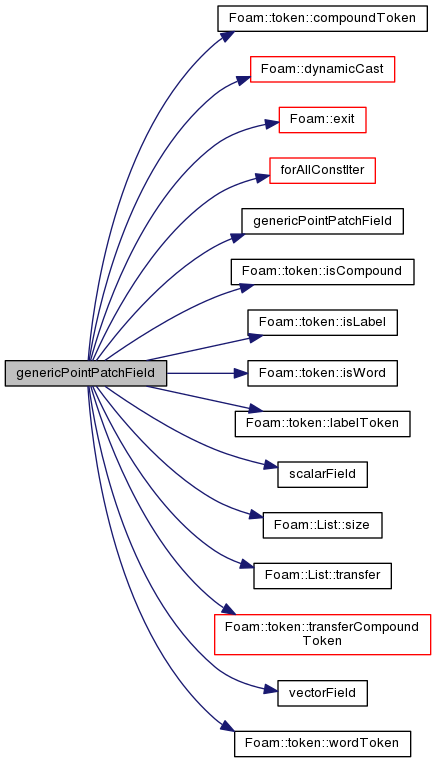 Foam::token::compoundToken
Foam::dynamicCast
Foam::exit
forAllConstIter
genericPointPatchField
Foam::token::isCompound
Foam::token::isLabel
genericPointPatchField
Foam::token::isWord
Foam::token::labelToken
scalarField
Foam::List::size
Foam::List::transfer
Foam::token::transferCompound
Token
vectorField
Foam::token::wordToken